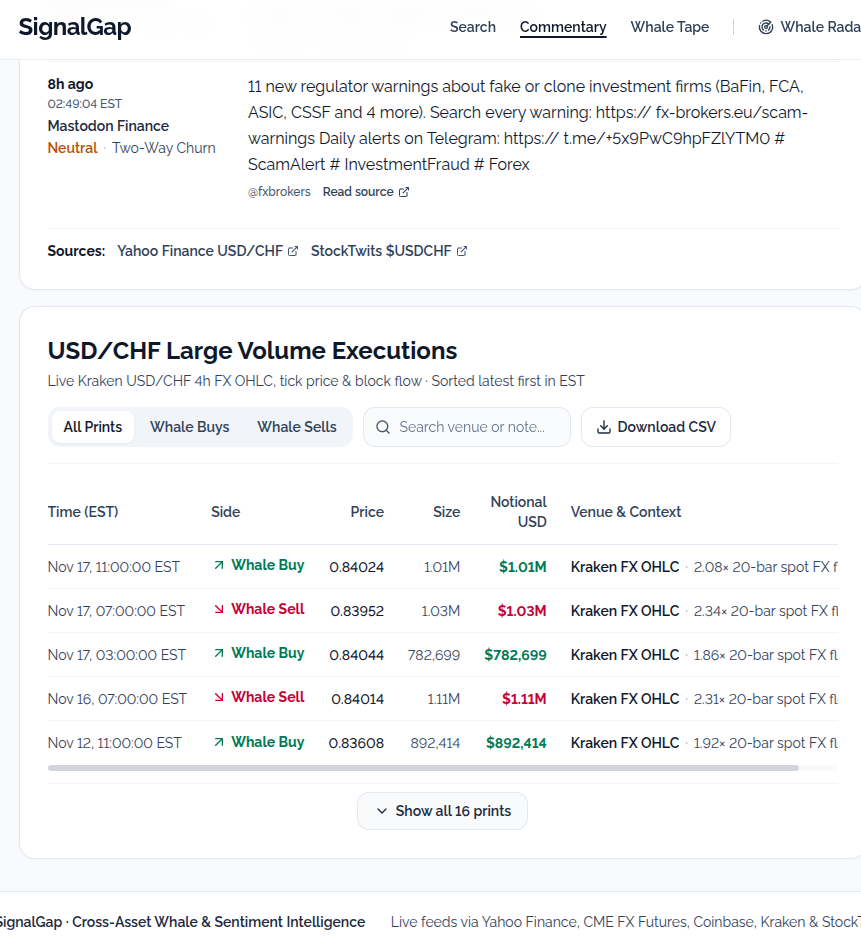 SignalGap
Search Commentary Whale Tape Whale Rada
8h ago
02:49:04 EST
Mastodon Finance
Neutral · Two-Way Churn
11 new regulator warnings about fake or clone investment firms (BaFin, FCA,
ASIC, CSSF and 4 more). Search every warning: https:// fx-brokers.eu/scam-
warnings Daily alerts on Telegram: https:// t.me/+5x9PwC9hpFZlYTM0 #
ScamAlert # InvestmentFraud # Forex
@fxbrokers Read source
Sources: Yahoo Finance USD/CHF StockTwits $USDCHF
USD/CHF Large Volume Executions
Live Kraken USD/CHF 4h FX OHLC, tick price & block flow · Sorted latest first in EST
All Prints Whale Buys Whale Sells Search venue or note... Download CSV
Time (EST) Side Price Size Notional USD Venue & Context
Nov 17, 11:00:00 EST Whale Buy 0.84024 1.01M $1.01M Kraken FX OHLC · 2.08× 20-bar spot FX f
Nov 17, 07:00:00 EST Whale Sell 0.83952 1.03M $1.03M Kraken FX OHLC · 2.34× 20-bar spot FX fl
Nov 17, 03:00:00 EST Whale Buy 0.84044 782,699 $782,699 Kraken FX OHLC · 1.86× 20-bar spot FX fl
Nov 16, 07:00:00 EST Whale Sell 0.84014 1.11M $1.11M Kraken FX OHLC · 2.31× 20-bar spot FX fl
Nov 12, 11:00:00 EST Whale Buy 0.83608 892,414 $892,414 Kraken FX OHLC · 1.92× 20-bar spot FX fl
Show all 16 prints
SignalGap · Cross-Asset Whale & Sentiment Intelligence Live feeds via Yahoo Finance, CME FX Futures, Coinbase, Kraken & StockT